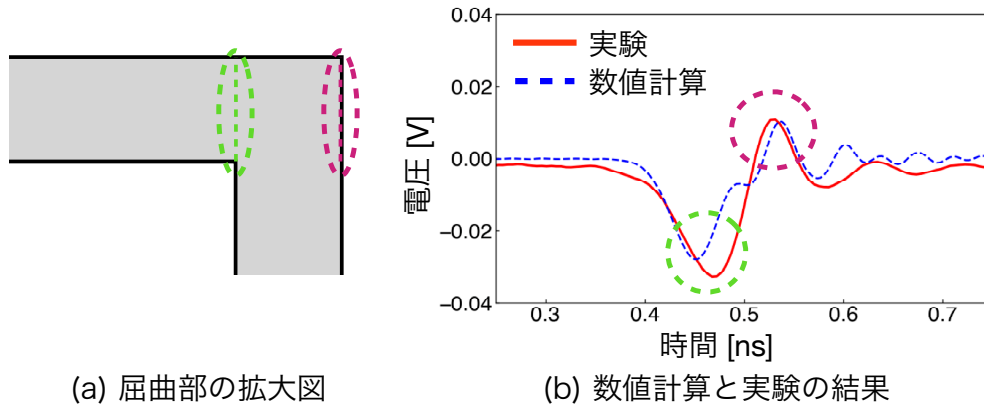 0.04
0.02
0.00
−0.02
−0.04
電圧 [V]
実験
数値計算
0.3 0.4 0.5 0.6 0.7
時間 [ns]
(a) 屈曲部の拡大図
(b) 数値計算と実験の結果